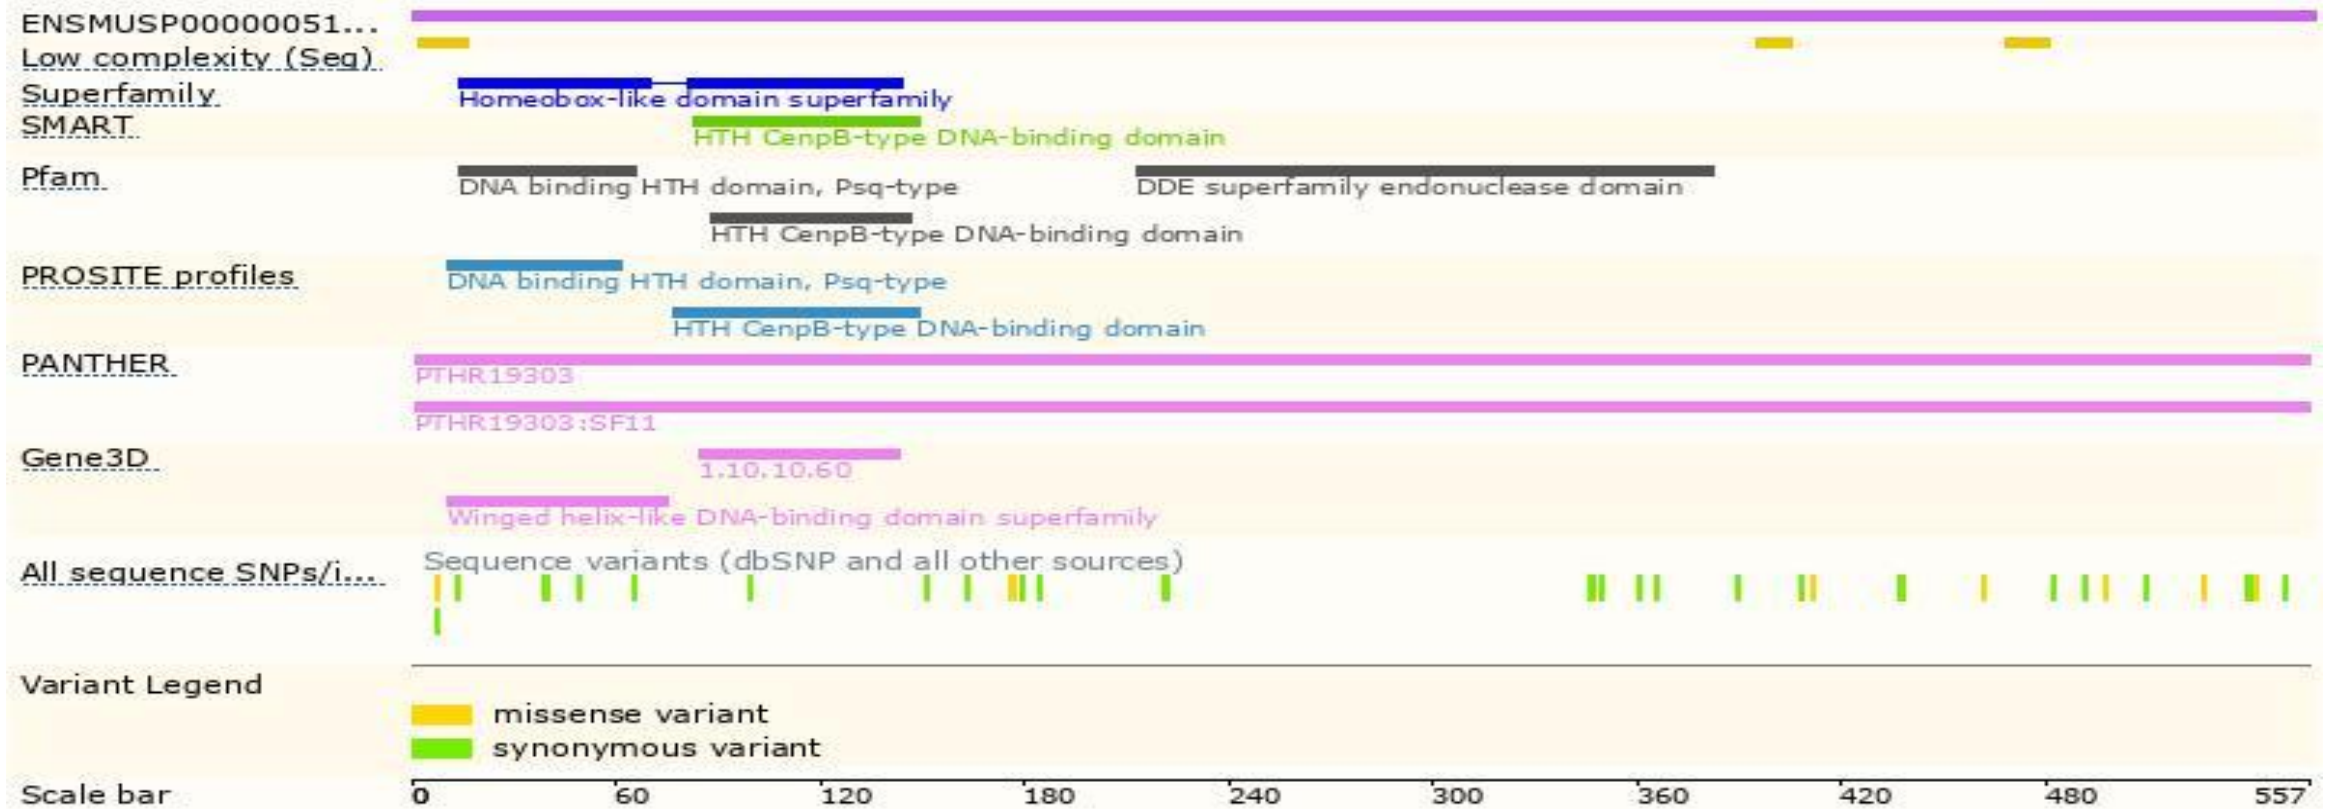 ENSMUSP00000051...
Low complexity (Seg)
Superfamily
Homeobox-like domain superfamily
SMART
HTH CenpB-type DNA-binding domain
Pfam
DNA binding HTH domain, Psq-type
DDE superfamily endonuclease domain
HTH CenpB-type DNA-binding domain
PROSITE profiles
DNA binding HTH domain, Psq-type
HTH CenpB-type DNA-binding domain
PANTHER
PTHR19303
PTHR19303:SF11
Gene3D
1.10.10.60
Winged helix-like DNA-binding domain superfamily
All sequence SNPs/i...
Sequence variants (dbSNP and all other sources)
Variant Legend
missense variant
synonymous variant
Scale bar 0 60 120 180 240 300 360 420 480 557